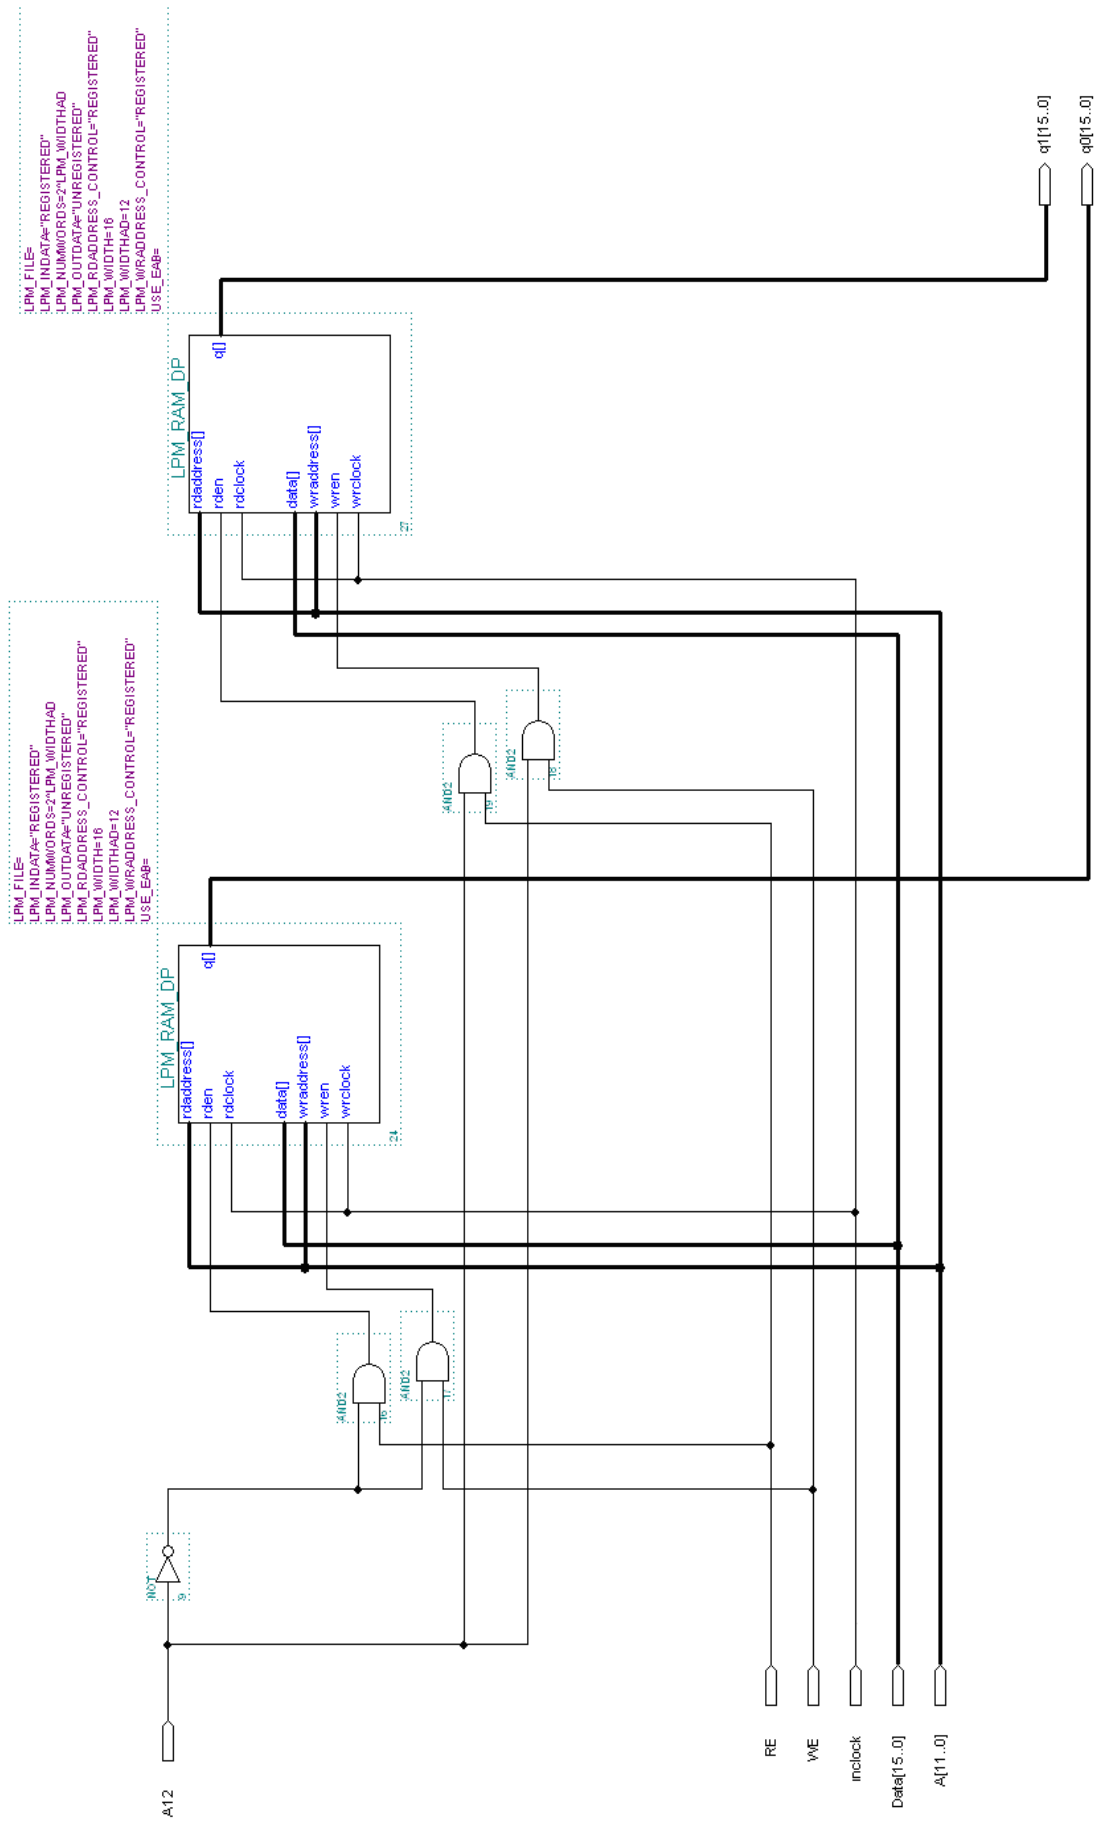 LPM_FILE=
LPM_INDATA="REGISTERED"
LPM_NUMWORDS=2^LPM_WIDTHAD
LPM_OUTDATA="UNREGISTERED"
LPM_RDADDRESS_CONTROL="REGISTERED"
LPM_WIDTH=16
LPM_WIDTHAD=12
LPM_WRADDRESS_CONTROL="REGISTERED"
USE_EAB=
LPM_RAM_DP
rdaddress[]
rden
rdclock
q[]
data[]
wraddress[]
wren
wrclock
24
LPM_FILE=
LPM_INDATA="REGISTERED"
LPM_NUMWORDS=2^LPM_WIDTHAD
LPM_OUTDATA="UNREGISTERED"
LPM_RDADDRESS_CONTROL="REGISTERED"
LPM_WIDTH=16
LPM_WIDTHAD=12
LPM_WRADDRESS_CONTROL="REGISTERED"
USE_EAB=
LPM_RAM_DP
rdaddress[]
rden
rdclock
q[]
data[]
wraddress[]
wren
wrclock
27
A12
NOT
9
AND2
16
AND2
17
AND2
19
AND2
18
RE
WE
inclock
Data[15..0]
A[11..0]
q1[15..0]
q0[15..0]